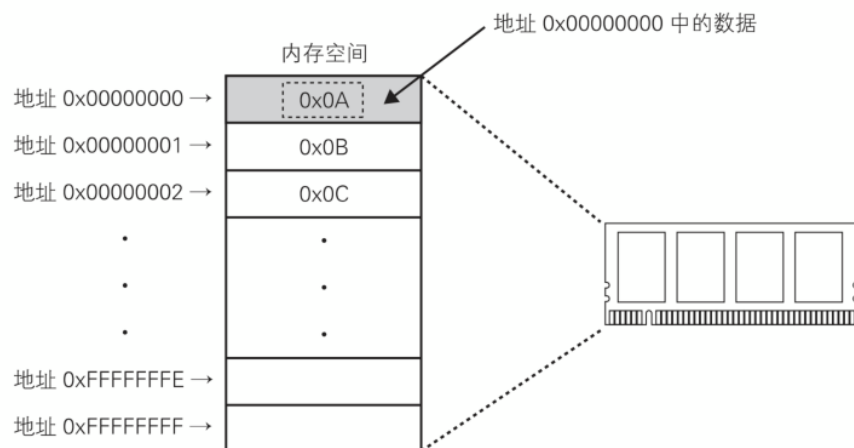 地址 0x00000000 中的数据
内存空间
地址 0x00000000 → 0x0A
地址 0x00000001 → 0x0B
地址 0x00000002 → 0x0C
地址 0xFFFFFFFE →
地址 0xFFFFFFFF →